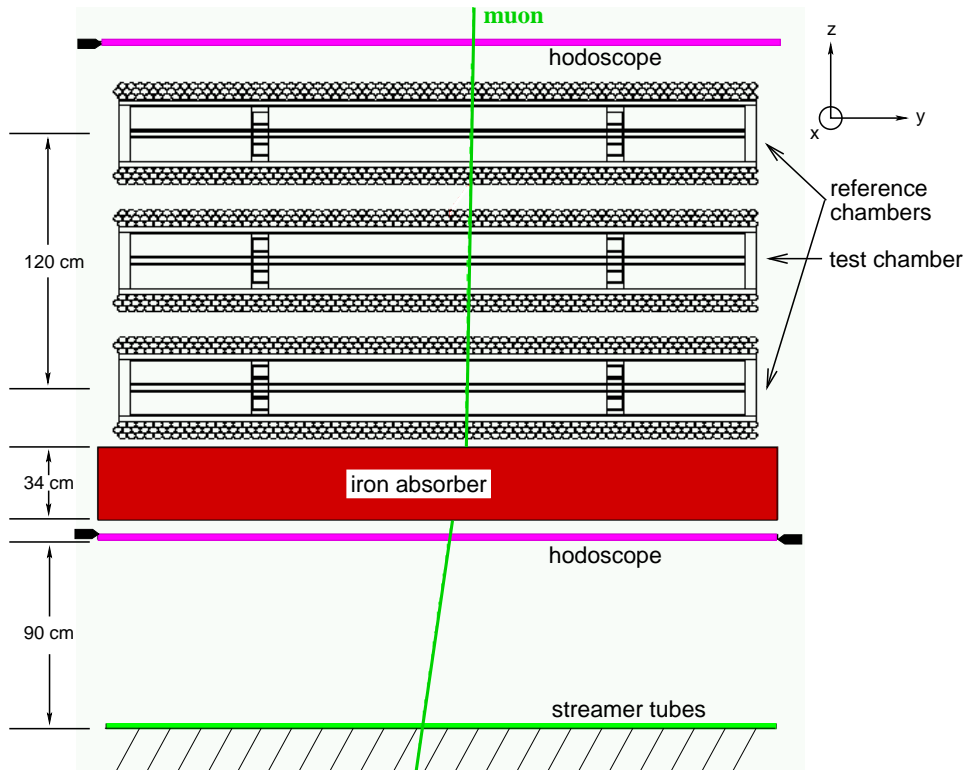 muon
hodoscope
z
x
y
reference
chambers
120 cm
test chamber
34 cm
iron absorber
hodoscope
90 cm
streamer tubes